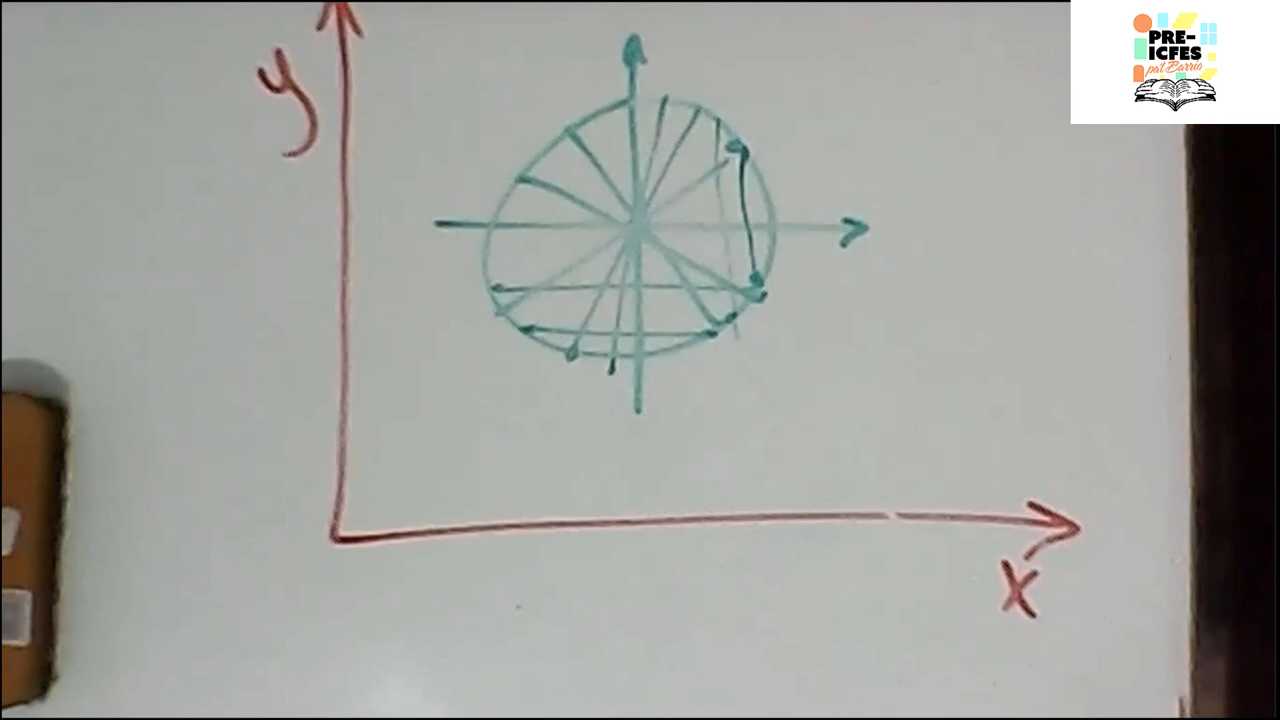 PRE-
ICFES
pal Barrio
y
x